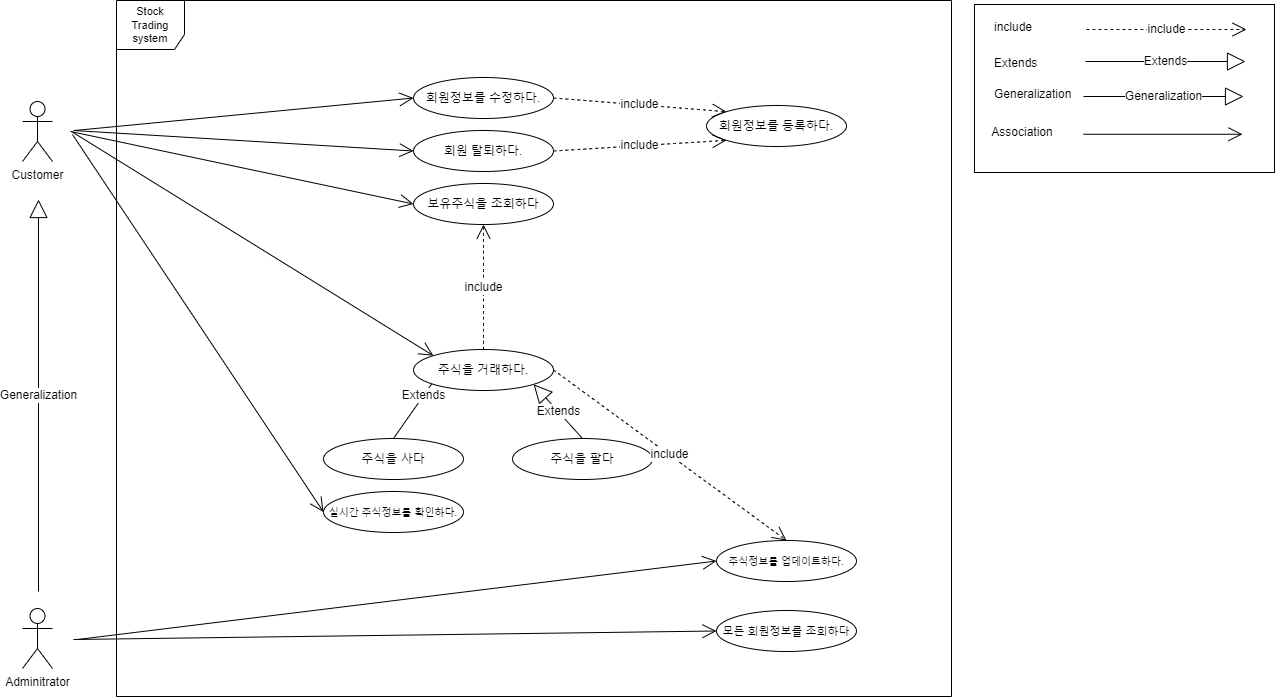 Stock
Trading
system
include
include
Extends
Extends
Generalization
Generalization
Association
Customer
회원정보를 수정하다.
include
회원정보를 등록하다.
회원 탈퇴하다.
include
보유주식을 조회하다
include
주식을 거래하다.
Generalization
Extends
Extends
주식을 사다
주식을 팔다
include
실시간 주식정보를 확인하다.
주식정보를 업데이트하다.
모든 회원정보를 조회하다
Adminitrator